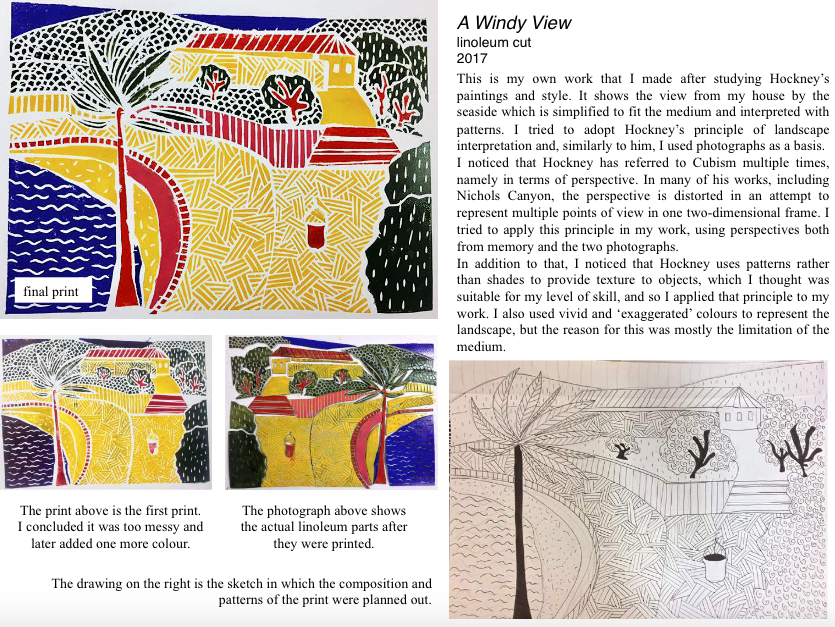 A Windy View
linoleum cut
2017
This is my own work that I made after studying Hockney's
paintings and style. It shows the view from my house by the
seaside which is simplified to fit the medium and interpreted with
patterns. I tried to adopt Hockney's principle of landscape
interpretation and, similarly to him, I used photographs as a basis.
I noticed that Hockney has referred to Cubism multiple times,
namely in terms of perspective. In many of his works, including
Nichols Canyon, the perspective is distorted in an attempt to
represent multiple points of view in one two-dimensional frame. I
tried to apply this principle in my work, using perspectives both
from memory and the two photographs.
In addition to that, I noticed that Hockney uses patterns rather
than shades to provide texture to objects, which I thought was
suitable for my level of skill, and so I applied that principle to my
work. I also used vivid and ‘exaggerated’ colours to represent the
landscape, but the reason for this was mostly the limitation of the
medium.
final print
The print above is the first print.
I concluded it was too messy and
later added one more colour.
The photograph above shows
the actual linoleum parts after
they were printed.
The drawing on the right is the sketch in which the composition and
patterns of the print were planned out.